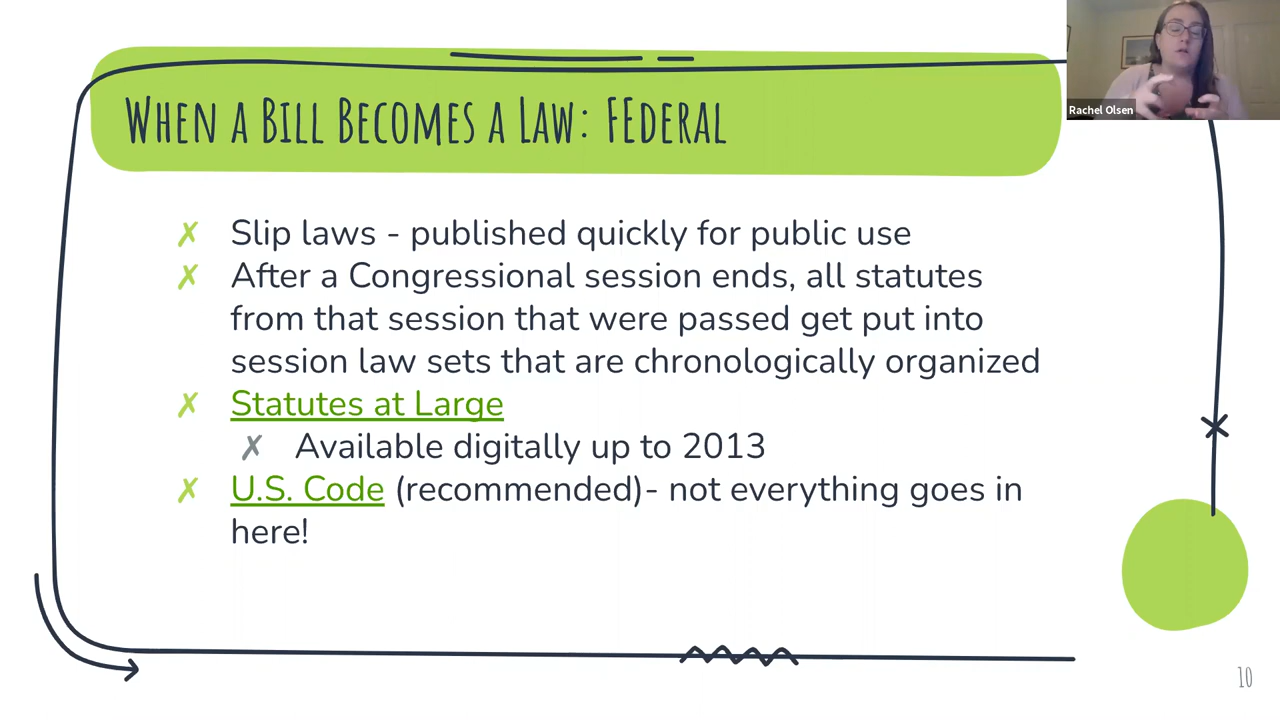 When a Bill Becomes a Law: FEderal
Rachel Olsen
✗ Slip laws - published quickly for public use
✗ After a Congressional session ends, all statutes
from that session that were passed get put into
session law sets that are chronologically organized
✗ Statutes at Large
✗ Available digitally up to 2013
✗ U.S. Code (recommended)- not everything goes in
here!
10